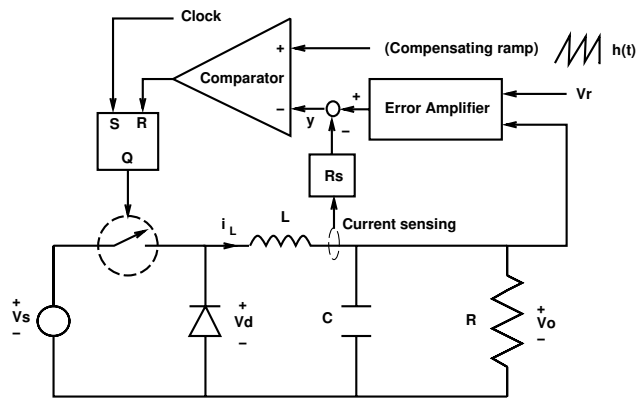 Clock
+
(Compensating ramp)
h(t)
Comparator
+
Error Amplifier
Vr
S R
−
y
−
Q
Rs
L
i L
Current sensing
+
Vs
−
+
Vd
−
C
R
+
Vo
−